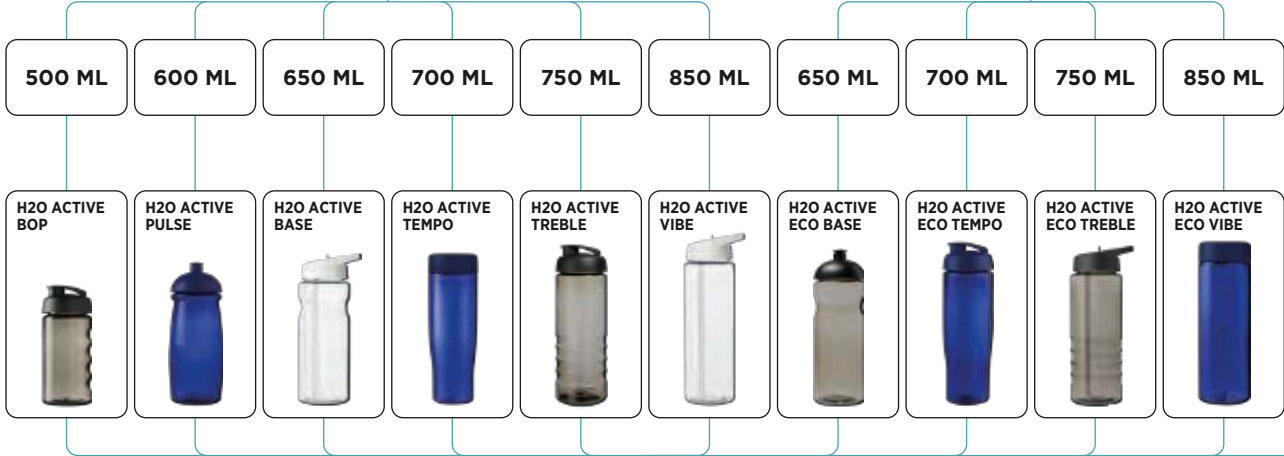 500 ML
600 ML
650 ML
700 ML
750 ML
850 ML
650 ML
700 ML
750 ML
850 ML
H2O ACTIVE
BOP
H2O ACTIVE
PULSE
H2O ACTIVE
BASE
H2O ACTIVE
TEMPO
H2O ACTIVE
TREBLE
H2O ACTIVE
VIBE
H2O ACTIVE
ECO BASE
H2O ACTIVE
ECO TEMPO
H2O ACTIVE
ECO TREBLE
H2O ACTIVE
ECO VIBE